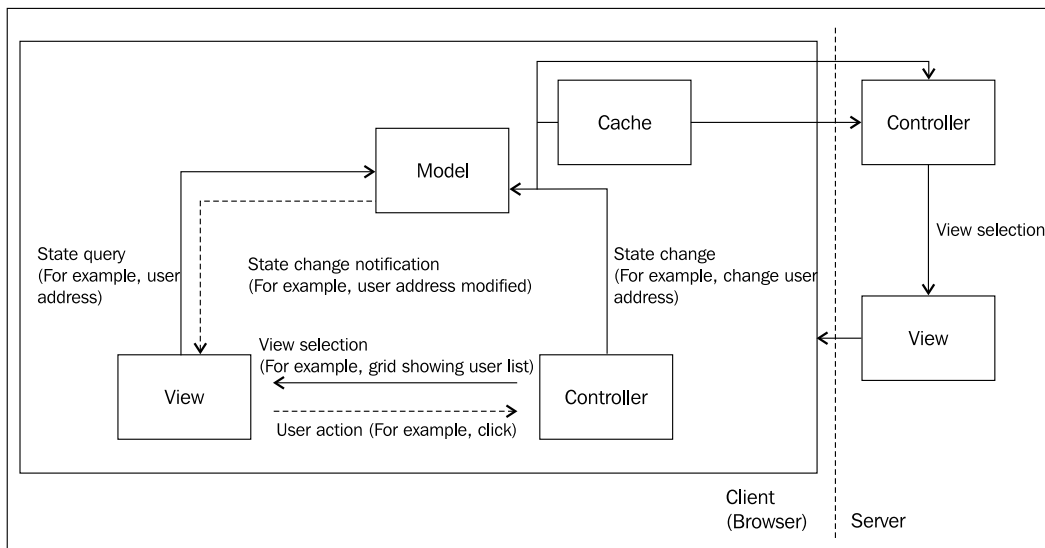 Cache
Controller
Model
View selection
State query
(For example, user
address)
State change notification
(For example, user address modified)
State change
(For example, change user
address)
View
View selection
(For example, grid showing user list)
View
Controller
User action (For example, click)
Client
(Browser)
Server